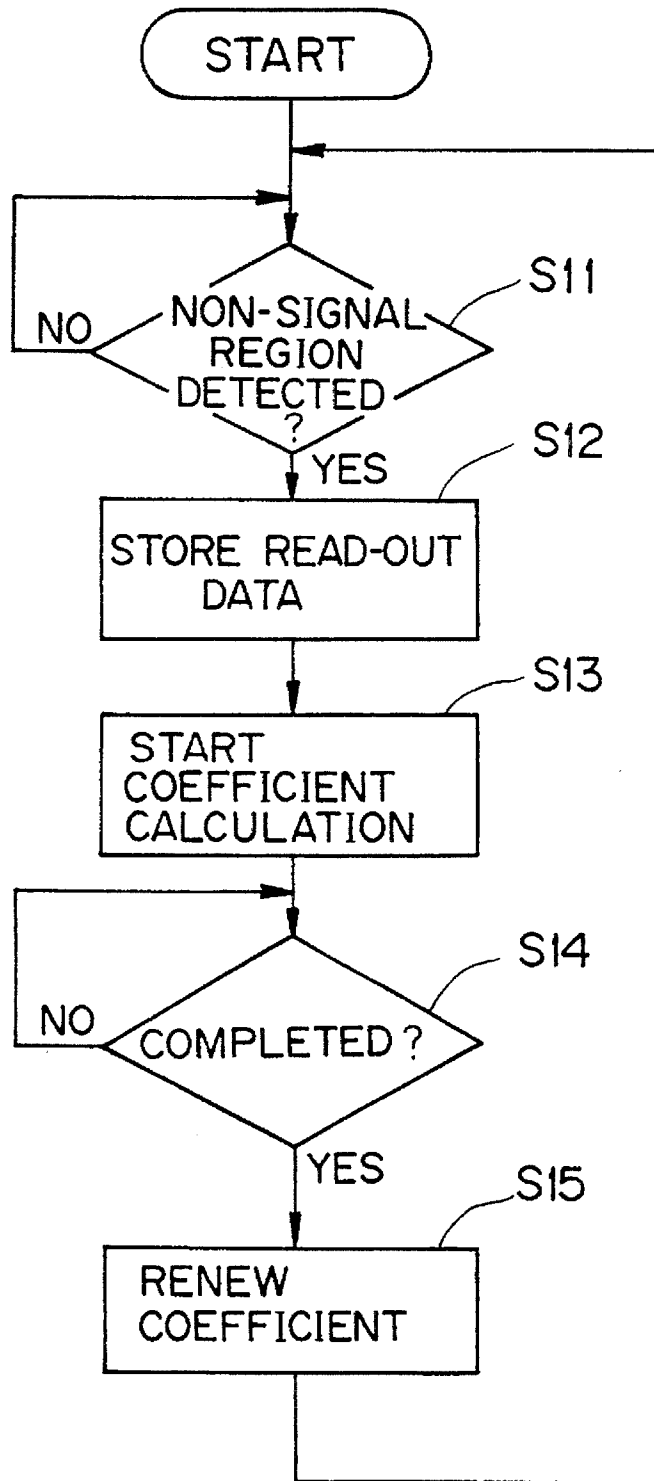 START
S11
NON-SIGNAL
NO
REGION
DETECTED
?
S12
YES
STORE READ-OUT
DATA
S13
START
COEFFICIENT
CALCULATION
S14
NO
COMPLETED ?
YES
S15
RENEW
COEFFICIENT